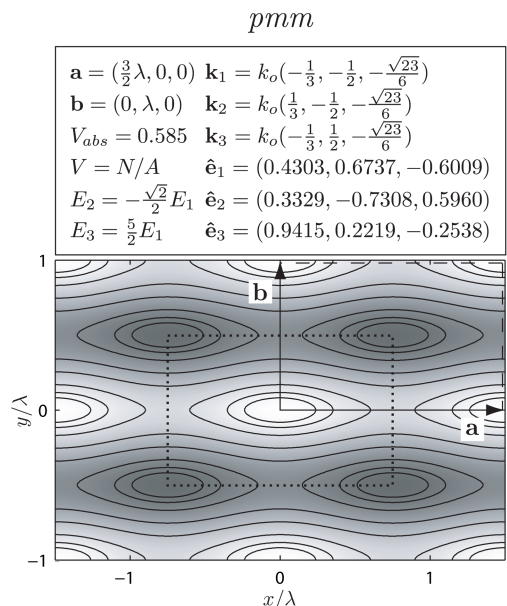 pmm
a = (3/2 λ, 0, 0) k₁ = kₒ(−1/3, −1/2, −√23/6)
b = (0, λ, 0) k₂ = kₒ(1/3, −1/2, −√23/6)
V_abs = 0.585 k₃ = kₒ(−1/3, 1/2, −√23/6)
V = N/A ê₁ = (0.4303, 0.6737, −0.6009)
E₂ = −√2/2 E₁ ê₂ = (0.3329, −0.7308, 0.5960)
E₃ = 5/2 E₁ ê₃ = (0.9415, 0.2219, −0.2538)
1
b
y/λ
0
a
−1
−1 0 1
x/λ